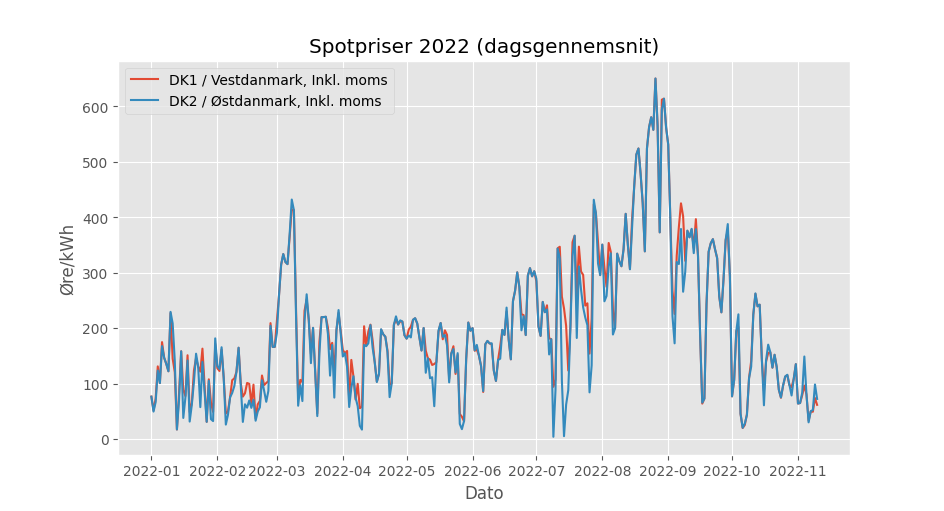 Spotpriser 2022 (dagsgennemsnit)
DK1 / Vestdanmark, Inkl. moms
DK2 / Østdanmark, Inkl. moms
600
500
400
300
200
100
0
Øre/kWh
2022-01 2022-02 2022-03 2022-04 2022-05 2022-06 2022-07 2022-08 2022-09 2022-10 2022-11
Dato